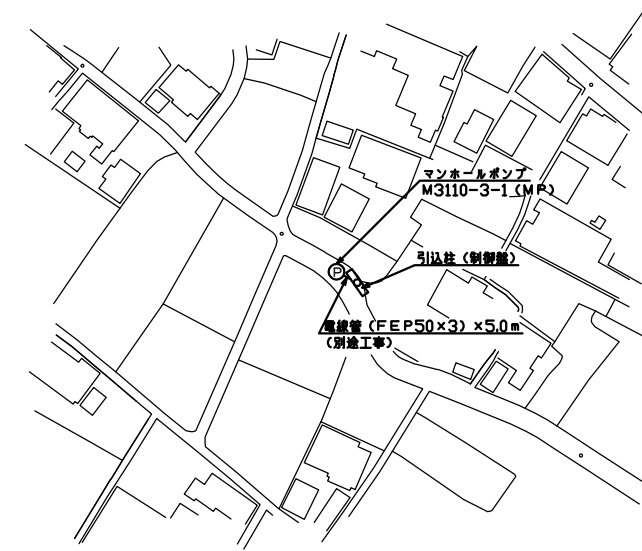 マンホールポンプ
M3110-3-1(MP)
引込柱(制御盤)
P
電線管(FEP50×3)×5.0m
(別途工事)